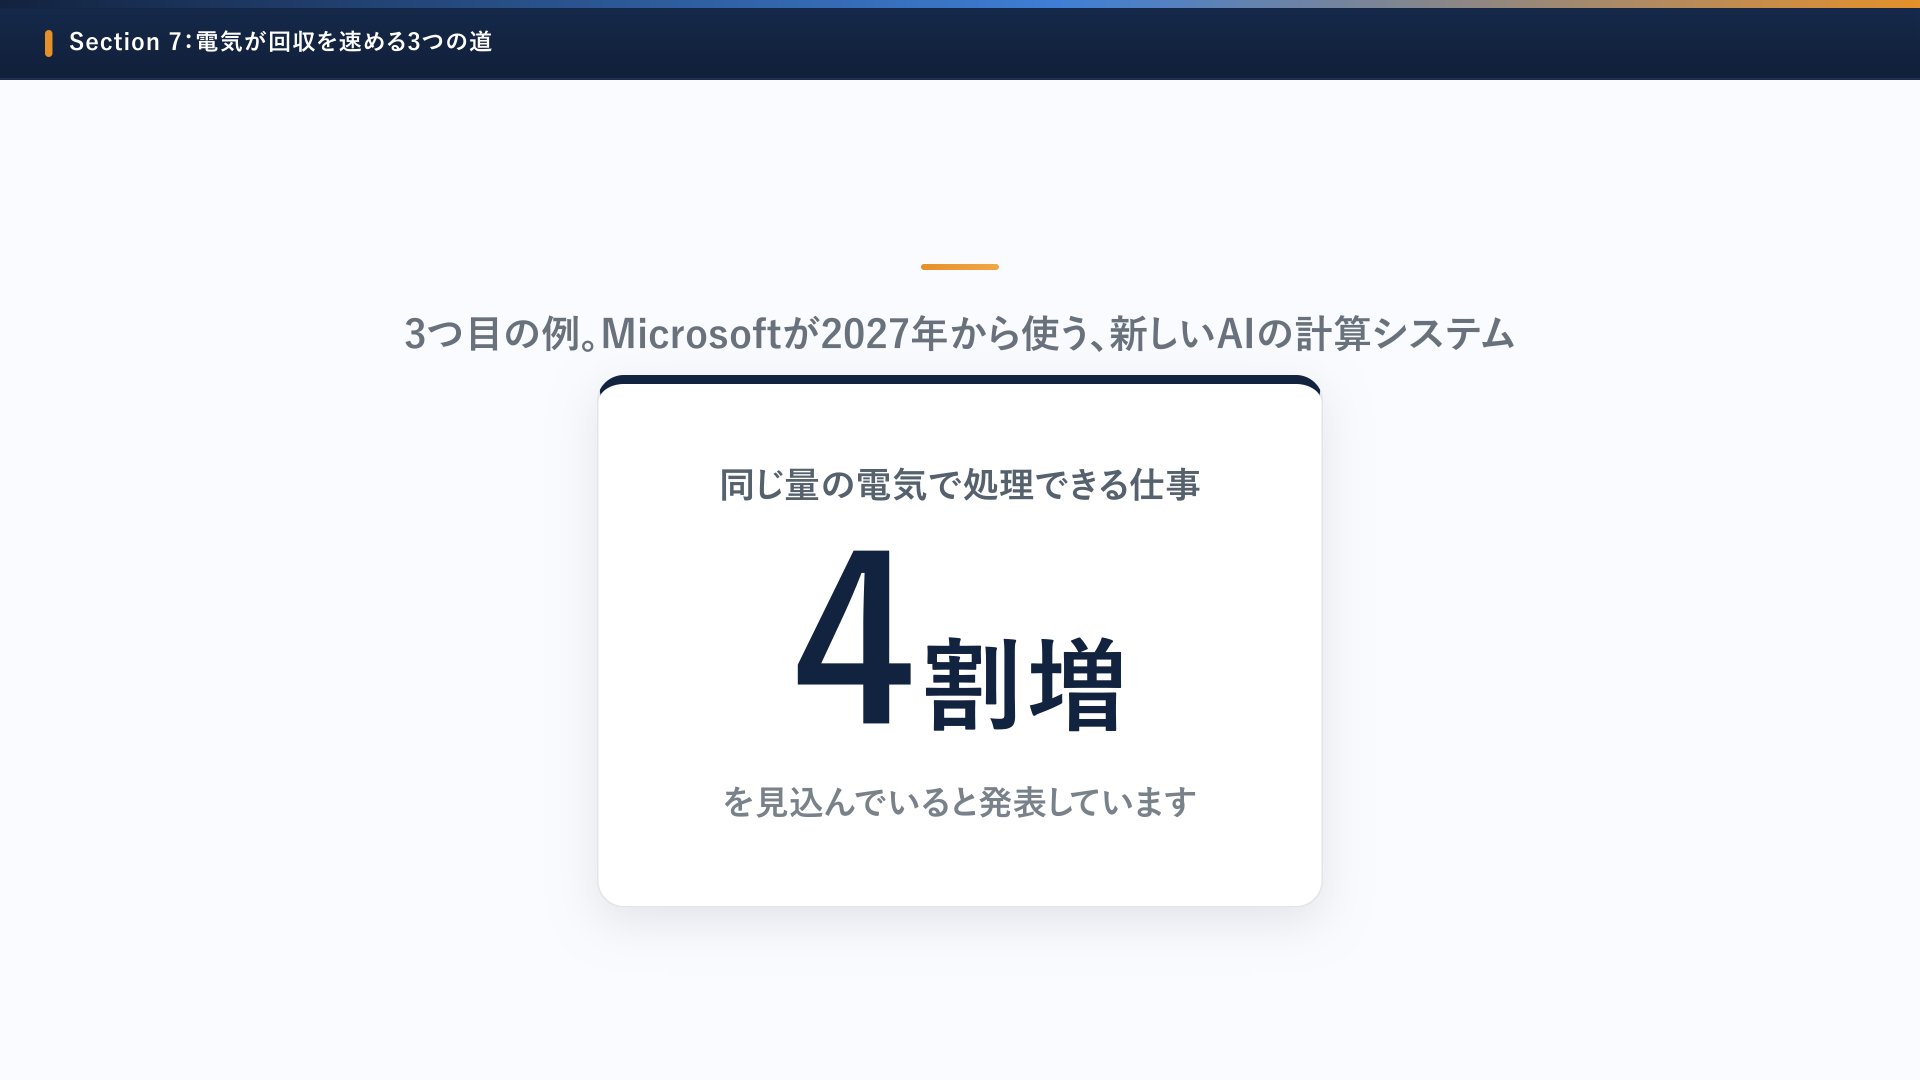 Section 7：電気が回収を速める3つの道
3つ目の例。Microsoftが2027年から使う、新しいAIの計算システム
同じ量の電気で処理できる仕事
4割増
を見込んでいると発表しています